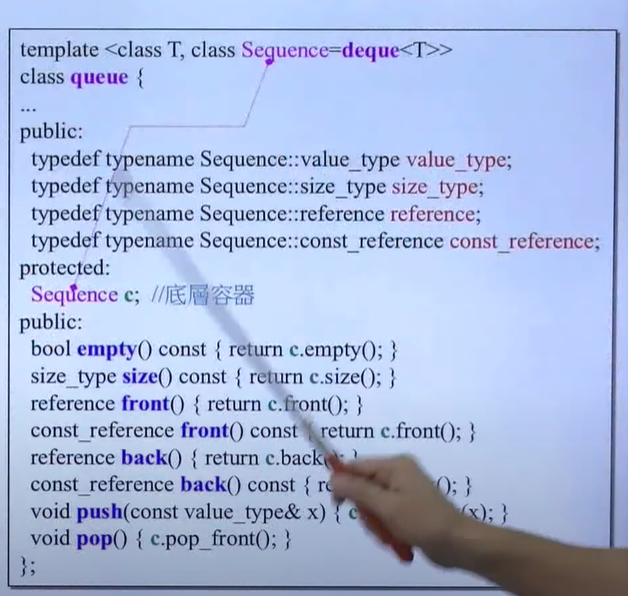 template <class T, class Sequence=deque<T>>
class queue {
...
public:
typedef typename Sequence::value_type value_type;
typedef typename Sequence::size_type size_type;
typedef typename Sequence::reference reference;
typedef typename Sequence::const_reference const_reference;
protected:
Sequence c; //底層容器
public:
bool empty() const { return c.empty(); }
size_type size() const { return c.size(); }
reference front() { return c.front(); }
const_reference front() const { return c.front(); }
reference back() { return c.back
const_reference back() const { (); }
void push(const value_type& x) { c (x); }
void pop() { c.pop_front(); }
};